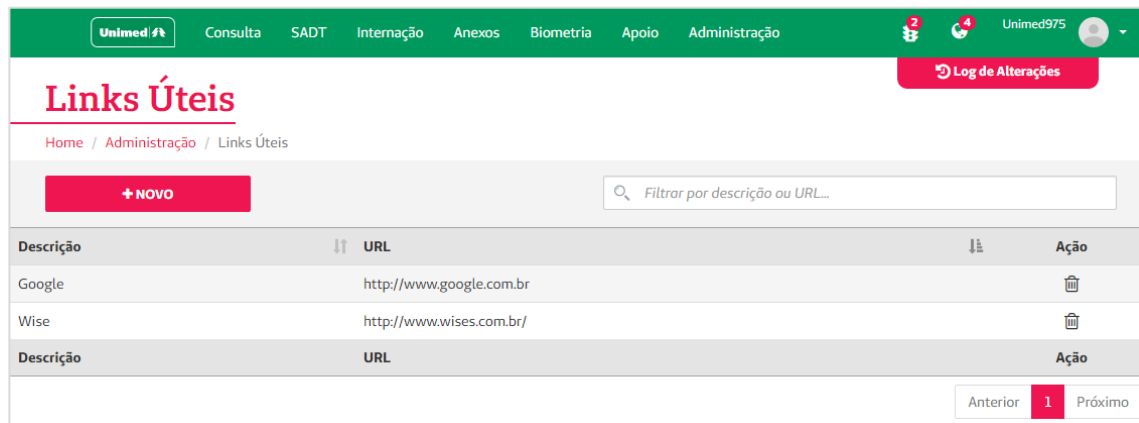 Unimed Consulta SADT Internação Anexos Biometria Apoio Administração 2 4 Unimed975
Log de Alterações
Links Úteis
Home / Administração / Links Úteis
+ NOVO Filtrar por descrição ou URL...
Descrição URL Ação
Google http://www.google.com.br
Wise http://www.wises.com.br/
Descrição URL Ação
Anterior 1 Próximo